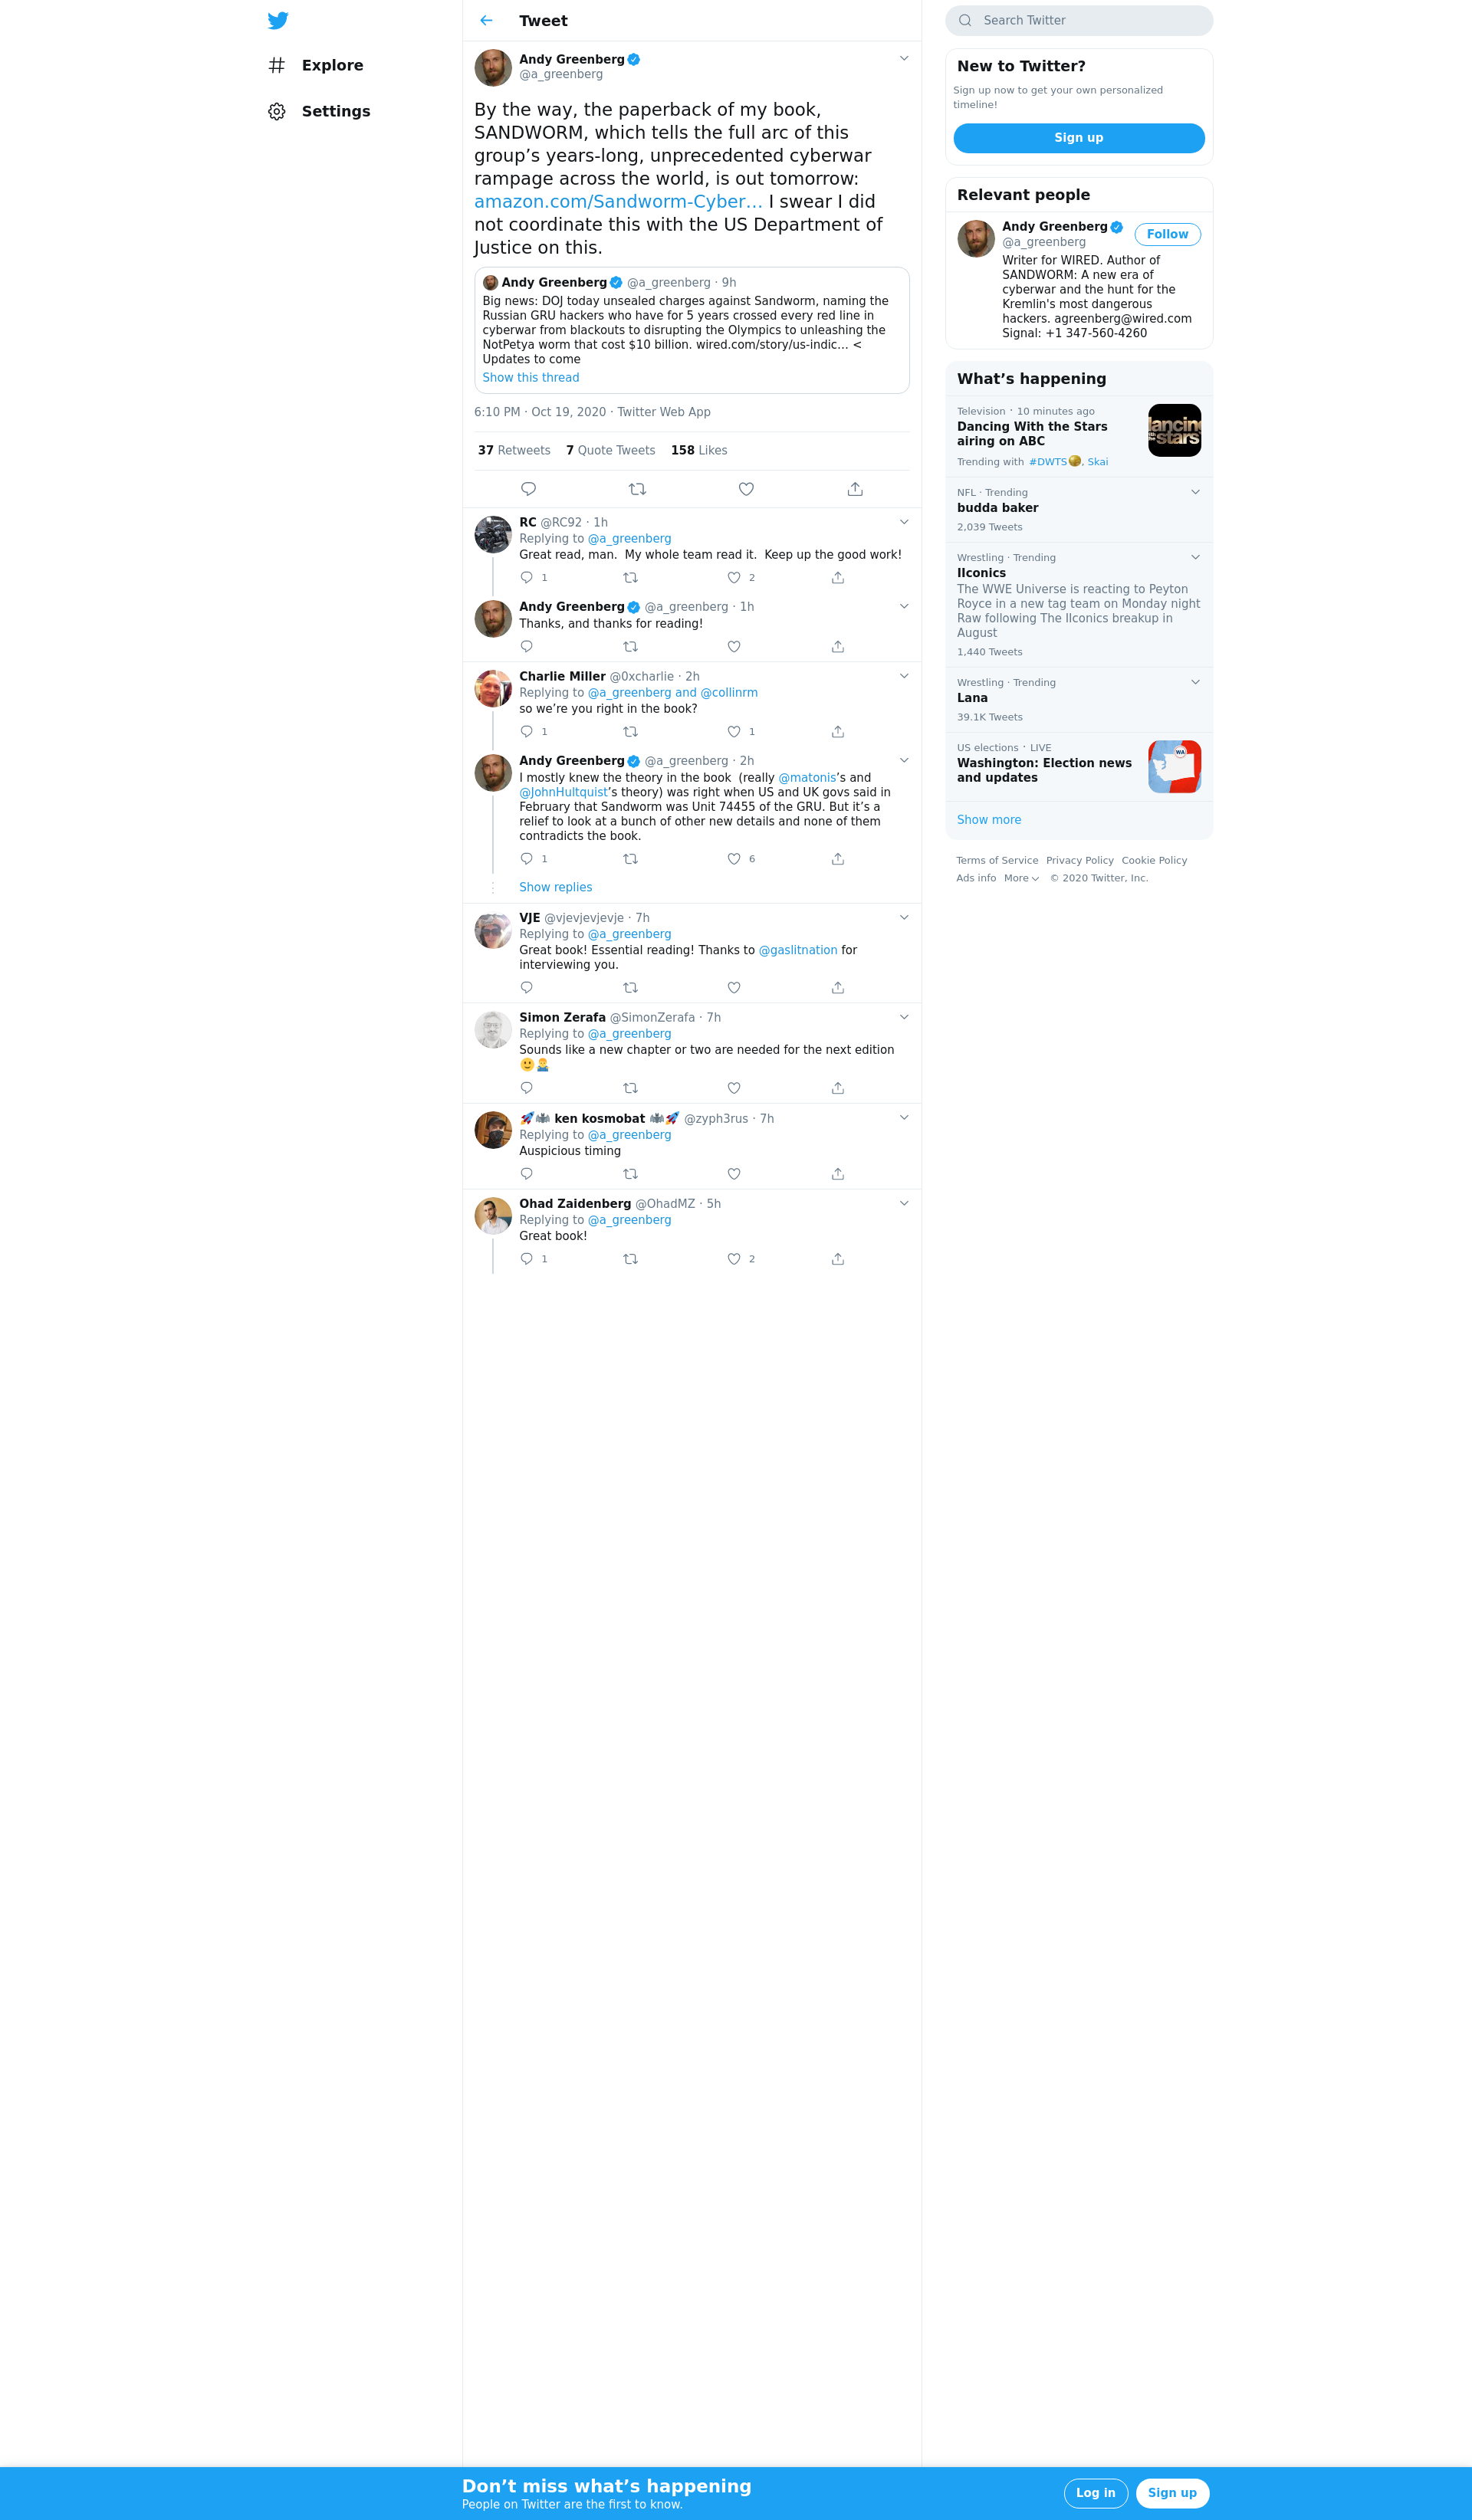 Explore
Settings
Tweet
Andy Greenberg
@a_greenberg
By the way, the paperback of my book,
SANDWORM, which tells the full arc of this
group’s years-long, unprecedented cyberwar
rampage across the world, is out tomorrow:
amazon.com/Sandworm-Cyber… I swear I did
not coordinate this with the US Department of
Justice on this.
Andy Greenberg @a_greenberg · 9h
Big news: DOJ today unsealed charges against Sandworm, naming the
Russian GRU hackers who have for 5 years crossed every red line in
cyberwar from blackouts to disrupting the Olympics to unleashing the
NotPetya worm that cost $10 billion. wired.com/story/us-indic… <
Updates to come
Show this thread
6:10 PM · Oct 19, 2020 · Twitter Web App
37 Retweets 7 Quote Tweets 158 Likes
RC @RC92 · 1h
Replying to @a_greenberg
Great read, man. My whole team read it. Keep up the good work!
1 2
Andy Greenberg @a_greenberg · 1h
Thanks, and thanks for reading!
Charlie Miller @0xcharlie · 2h
Replying to @a_greenberg and @collinrm
so we’re you right in the book?
1 1
Andy Greenberg @a_greenberg · 2h
I mostly knew the theory in the book (really @matonis’s and
@JohnHultquist’s theory) was right when US and UK govs said in
February that Sandworm was Unit 74455 of the GRU. But it’s a
relief to look at a bunch of other new details and none of them
contradicts the book.
1 6
Show replies
VJE @vjevjevjevje · 7h
Replying to @a_greenberg
Great book! Essential reading! Thanks to @gaslitnation for
interviewing you.
Simon Zerafa @SimonZerafa · 7h
Replying to @a_greenberg
Sounds like a new chapter or two are needed for the next edition
🙂🤷‍♂️
🚀🦇 ken kosmobat 🦇🚀 @zyph3rus · 7h
Replying to @a_greenberg
Auspicious timing
Ohad Zaidenberg @OhadMZ · 5h
Replying to @a_greenberg
Great book!
1 2
Search Twitter
New to Twitter?
Sign up now to get your own personalized
timeline!
Sign up
Relevant people
Andy Greenberg
@a_greenberg
Follow
Writer for WIRED. Author of
SANDWORM: A new era of
cyberwar and the hunt for the
Kremlin's most dangerous
hackers. agreenberg@wired.com
Signal: +1 347-560-4260
What’s happening
Television · 10 minutes ago
Dancing With the Stars
airing on ABC
Trending with #DWTS, Skai
dancing
stars
NFL · Trending
budda baker
2,039 Tweets
Wrestling · Trending
IIconics
The WWE Universe is reacting to Peyton
Royce in a new tag team on Monday night
Raw following The IIconics breakup in
August
1,440 Tweets
Wrestling · Trending
Lana
39.1K Tweets
US elections · LIVE
Washington: Election news
and updates
WA
Show more
Terms of Service Privacy Policy Cookie Policy
Ads info More © 2020 Twitter, Inc.
Don’t miss what’s happening
People on Twitter are the first to know.
Log in
Sign up